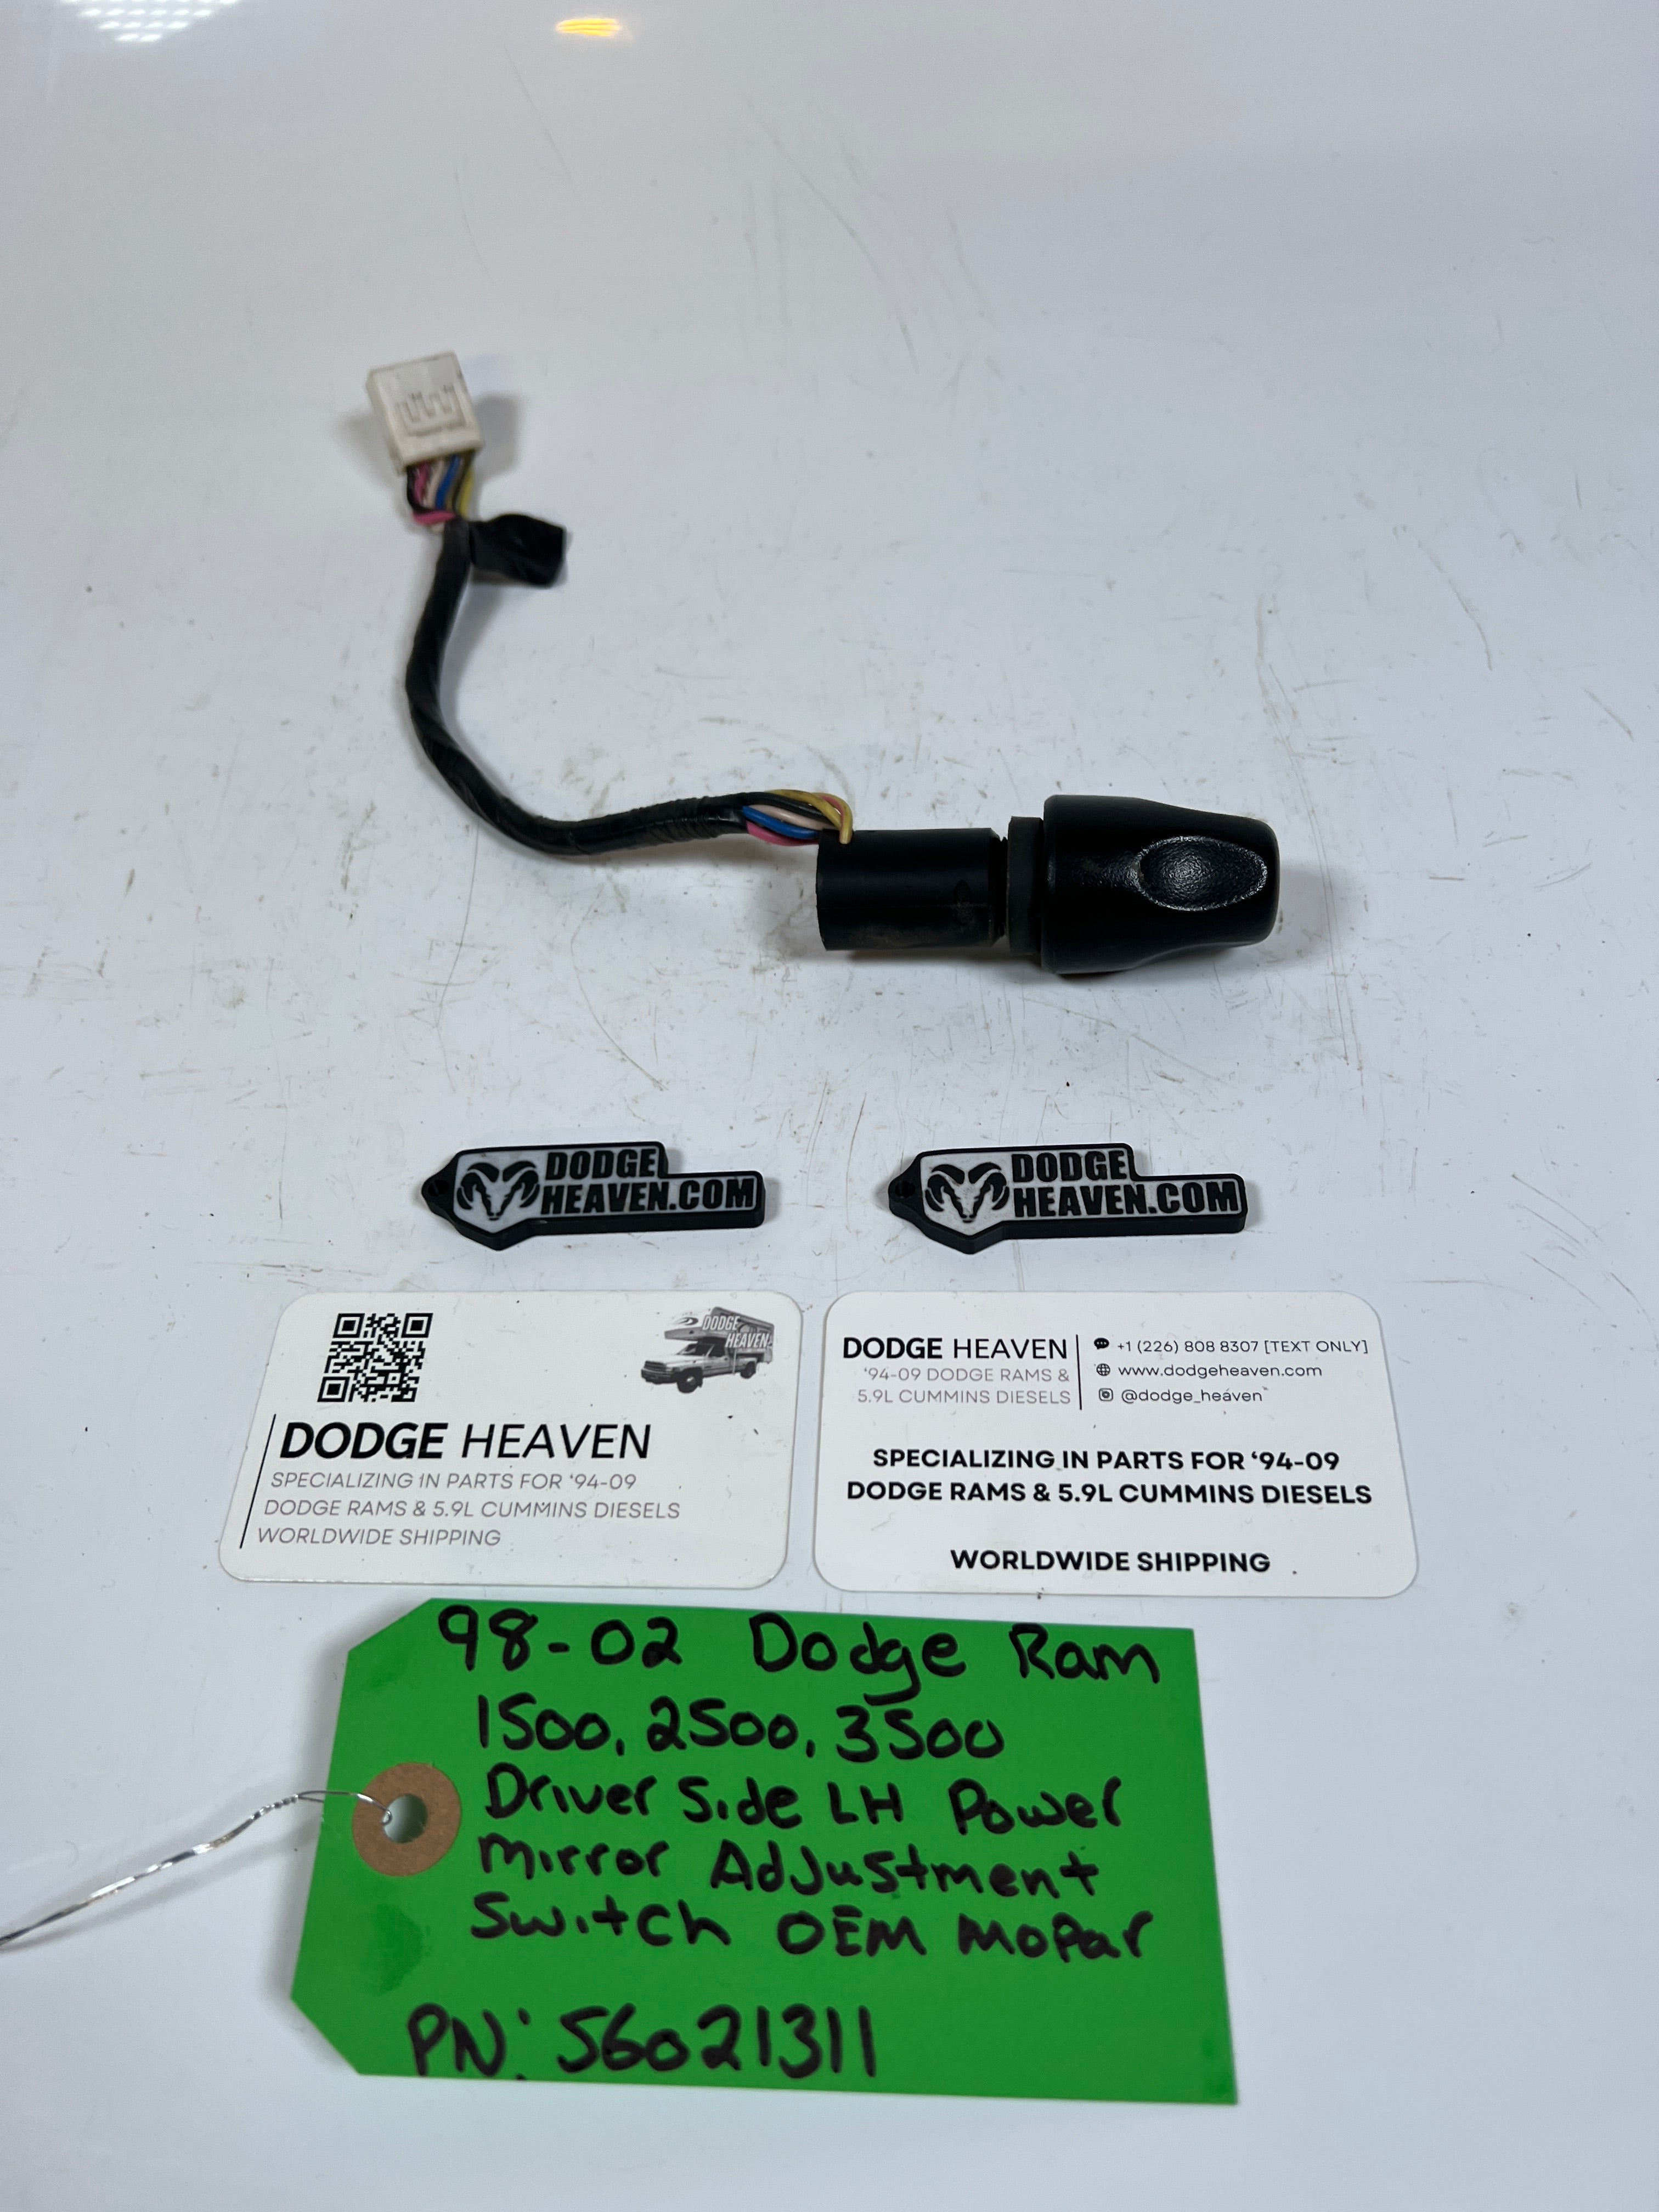 DODGE
HEAVEN.COM
DODGE
HEAVEN.COM
DODGE
HEAVEN
DODGE HEAVEN
SPECIALIZING IN PARTS FOR ‘94-09
DODGE RAMS & 5.9L CUMMINS DIESELS
WORLDWIDE SHIPPING
DODGE HEAVEN
‘94-09 DODGE RAMS &
5.9L CUMMINS DIESELS
+1 (226) 808 8307 [TEXT ONLY]
www.dodgeheaven.com
@dodge_heaven
SPECIALIZING IN PARTS FOR ‘94-09
DODGE RAMS & 5.9L CUMMINS DIESELS
WORLDWIDE SHIPPING
98-02 Dodge Ram
1500, 2500, 3500
Driver Side LH Power
Mirror Adjustment
Switch OEM Mopar
PN: 56021311